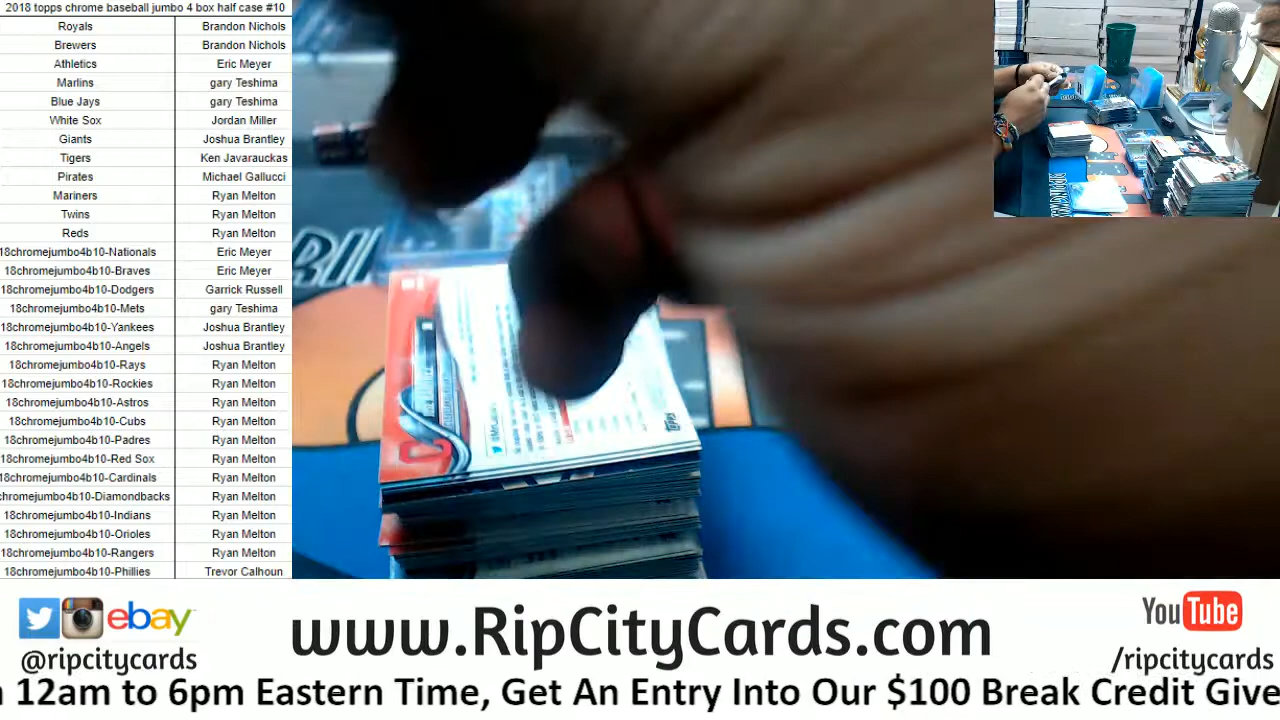 2018 topps chrome baseball jumbo 4 box half case #10
Royals Brandon Nichols
Brewers Brandon Nichols
Athletics Eric Meyer
Marlins gary Teshima
Blue Jays gary Teshima
White Sox Jordan Miller
Giants Joshua Brantley
Tigers Ken Javarauckas
Pirates Michael Gallucci
Mariners Ryan Melton
Twins Ryan Melton
Reds Ryan Melton
18chromejumbo4b10-Nationals Eric Meyer
18chromejumbo4b10-Braves Eric Meyer
18chromejumbo4b10-Dodgers Garrick Russell
18chromejumbo4b10-Mets gary Teshima
18chromejumbo4b10-Yankees Joshua Brantley
18chromejumbo4b10-Angels Joshua Brantley
18chromejumbo4b10-Rays Ryan Melton
18chromejumbo4b10-Rockies Ryan Melton
18chromejumbo4b10-Astros Ryan Melton
18chromejumbo4b10-Cubs Ryan Melton
18chromejumbo4b10-Padres Ryan Melton
18chromejumbo4b10-Red Sox Ryan Melton
18chromejumbo4b10-Cardinals Ryan Melton
chromejumbo4b10-Diamondbacks Ryan Melton
18chromejumbo4b10-Indians Ryan Melton
18chromejumbo4b10-Orioles Ryan Melton
18chromejumbo4b10-Rangers Ryan Melton
18chromejumbo4b10-Phillies Trevor Calhoun
topps
ebay
@ripcitycards
www.RipCityCards.com
YouTube
/ripcitycards
12am to 6pm Eastern Time, Get An Entry Into Our $100 Break Credit Give